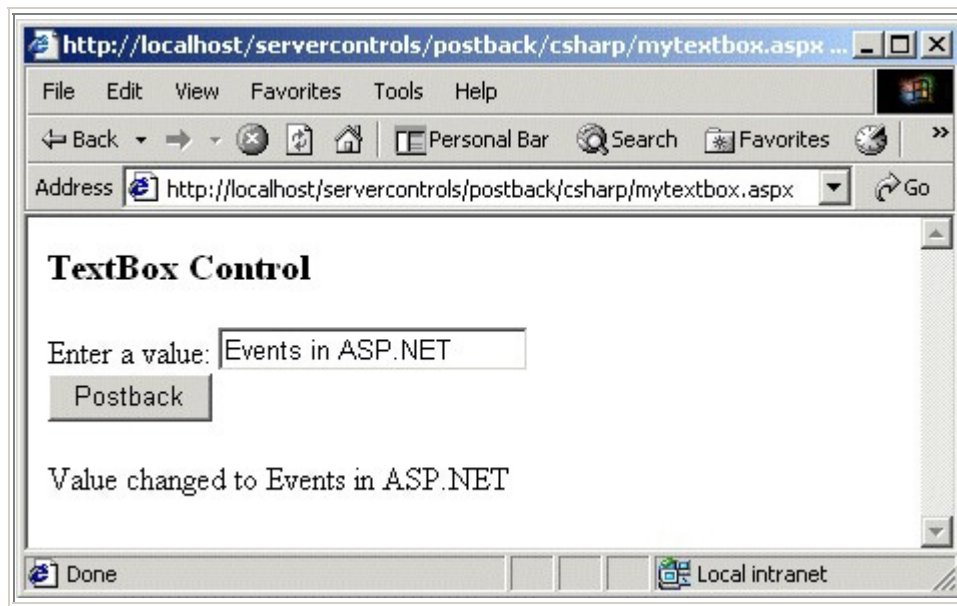 http://localhost/servercontrols/postback/csharp/mytextbox.aspx ...
File Edit View Favorites Tools Help
Back Personal Bar Search Favorites »
Address http://localhost/servercontrols/postback/csharp/mytextbox.aspx Go
TextBox Control
Enter a value: Events in ASP.NET
Postback
Value changed to Events in ASP.NET
Done Local intranet